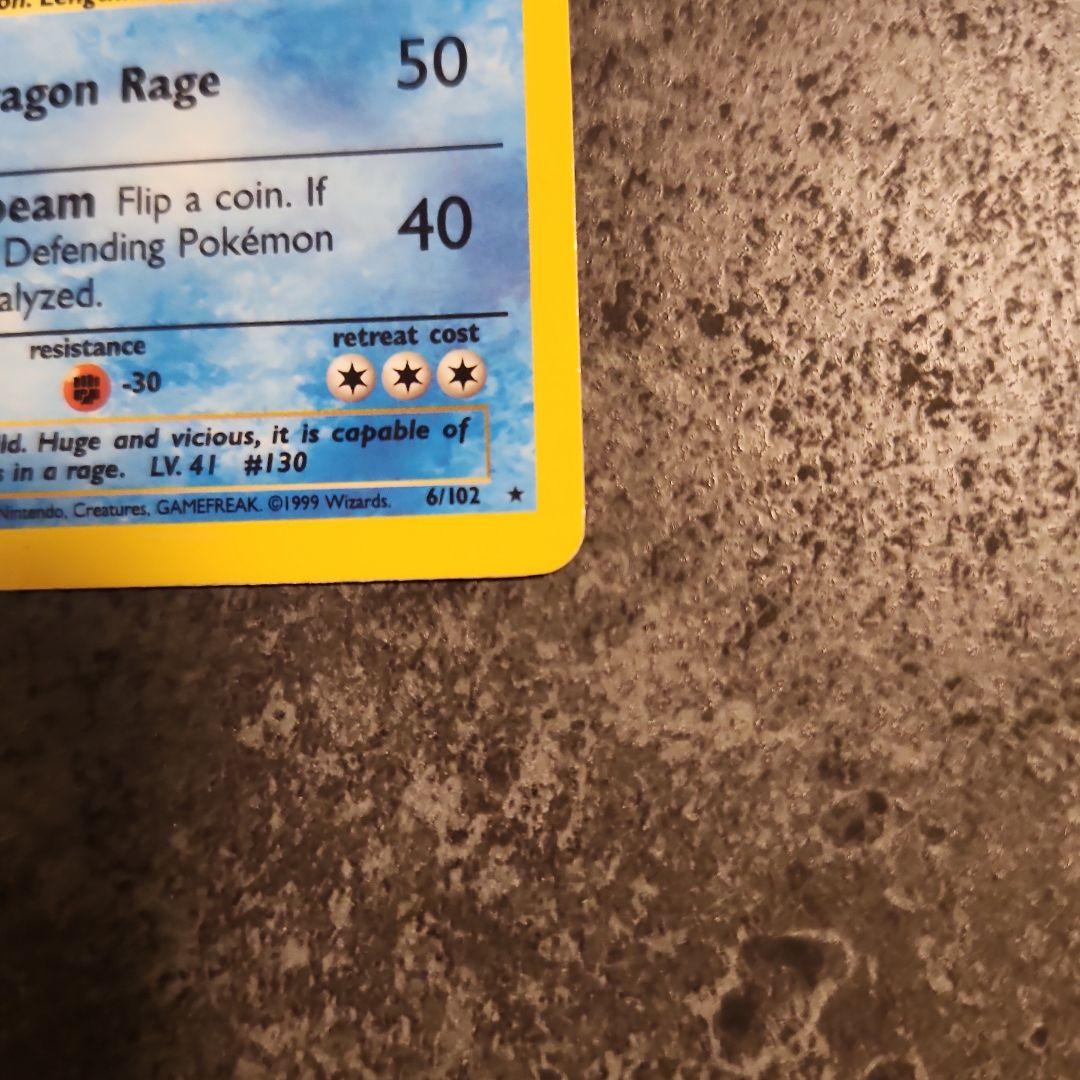 agon Rage 50
beam Flip a coin. If
Defending Pokémon 40
alyzed.
resistance retreat cost
-30
ld. Huge and vicious, it is capable of
s in a rage. LV. 41 #130
Nintendo, Creatures, GAMEFREAK. ©1999 Wizards. 6/102 ★